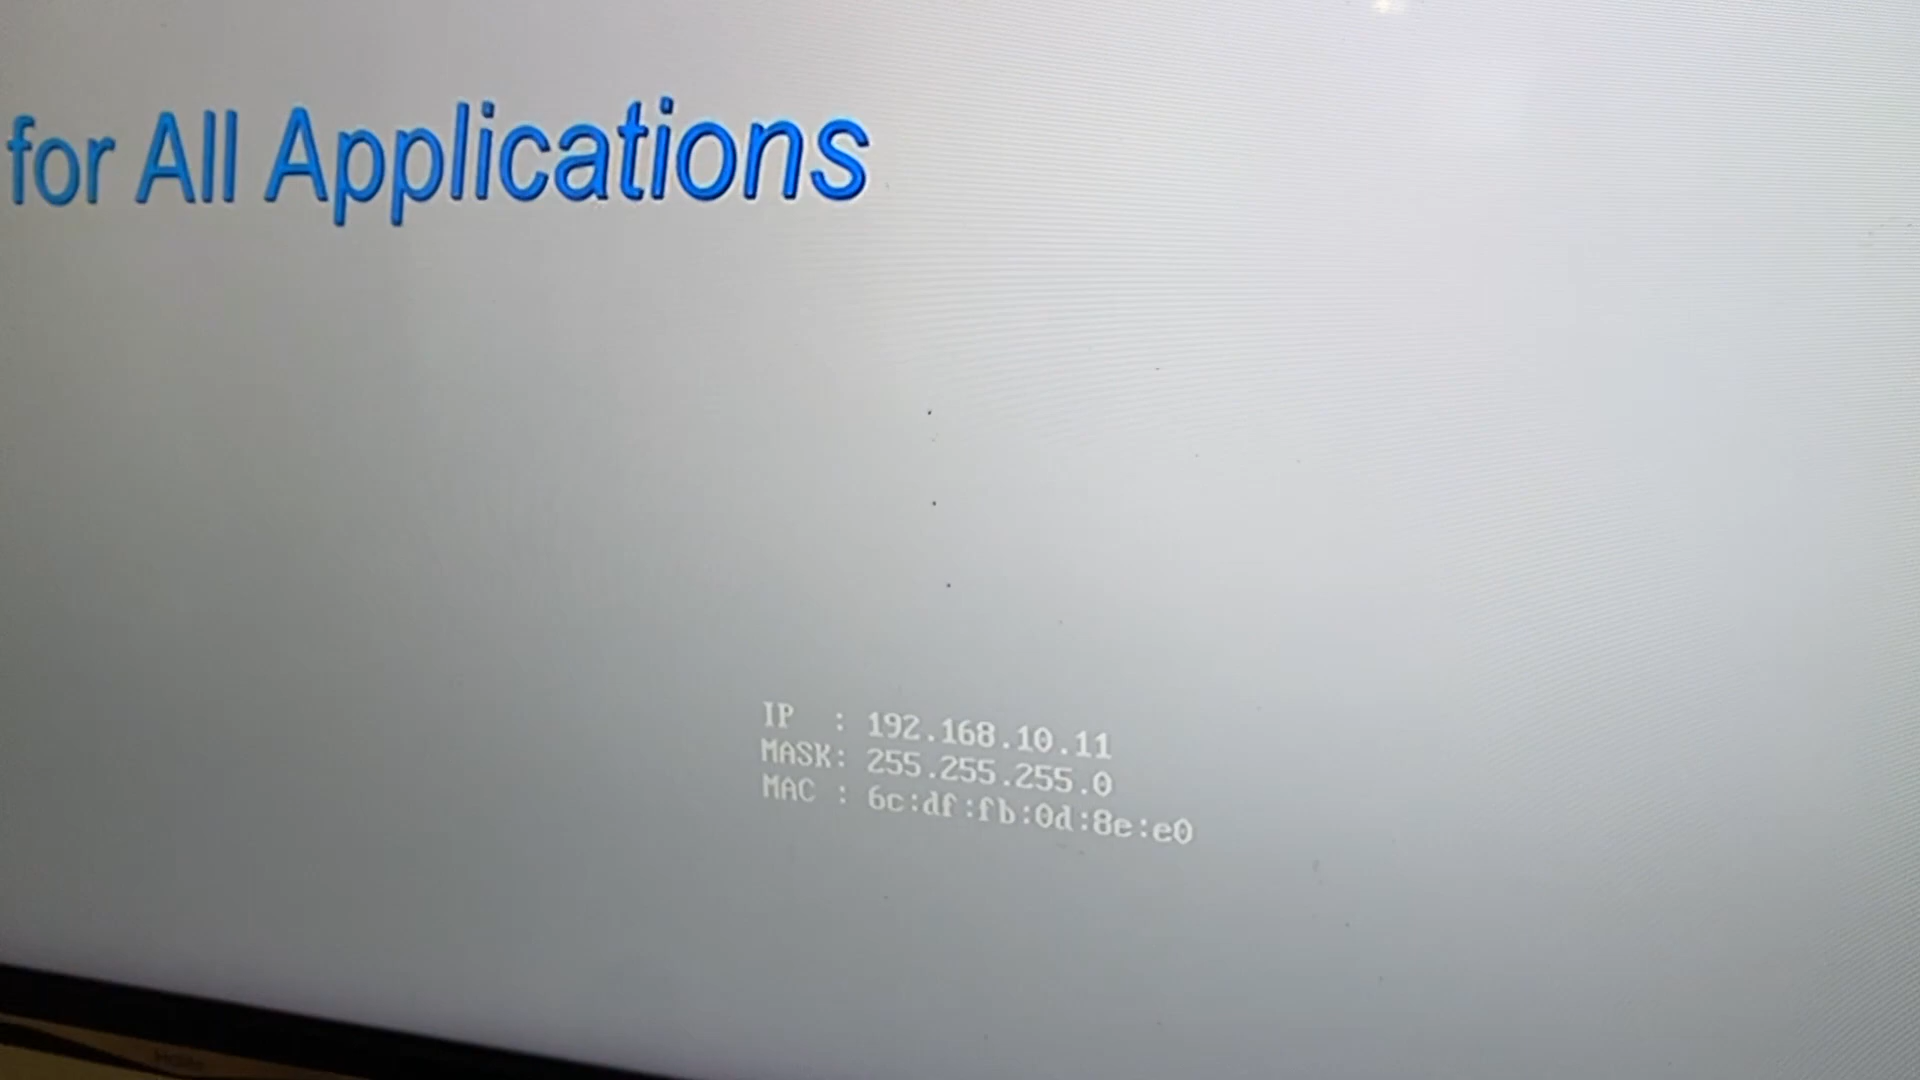 for All Applications
IP : 192.168.10.11
MASK: 255.255.255.0
MAC : 6c:df:fb:0d:8e:e0